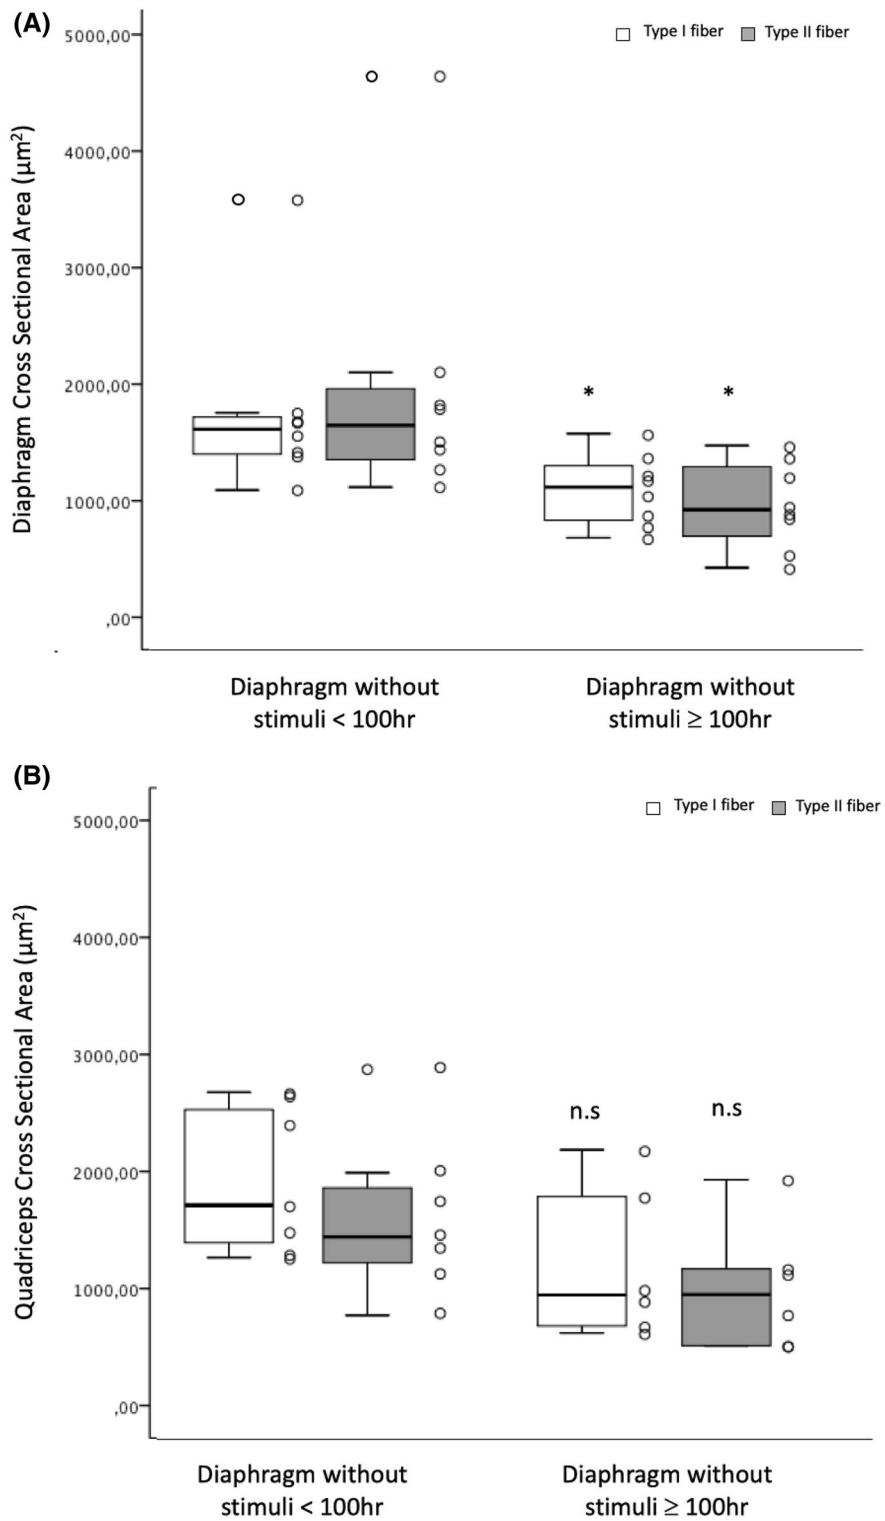 (A)
Type I fiber
Type II fiber
Diaphragm Cross Sectional Area (µm²)
5000,00
4000,00
3000,00
2000,00
1000,00
,00
*
*
Diaphragm without
stimuli < 100hr
Diaphragm without
stimuli ≥ 100hr
(B)
Type I fiber
Type II fiber
Quadriceps Cross Sectional Area (µm²)
5000,00
4000,00
3000,00
2000,00
1000,00
,00
n.s
n.s
Diaphragm without
stimuli < 100hr
Diaphragm without
stimuli ≥ 100hr